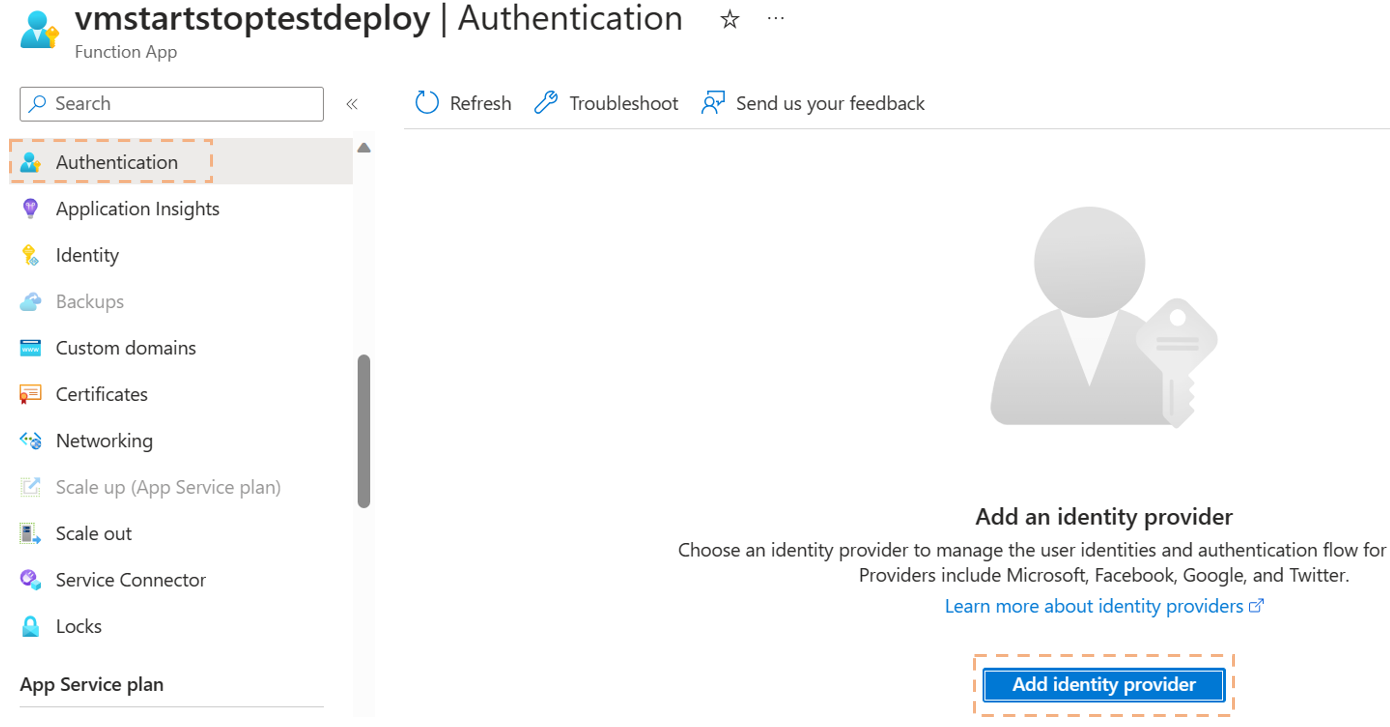 vmstartstoptestdeploy | Authentication
Function App
Search
Refresh
Troubleshoot
Send us your feedback
Authentication
Application Insights
Identity
Backups
Custom domains
Certificates
Networking
Scale up (App Service plan)
Scale out
Service Connector
Locks
App Service plan
Add an identity provider
Choose an identity provider to manage the user identities and authentication flow for
Providers include Microsoft, Facebook, Google, and Twitter.
Learn more about identity providers
Add identity provider